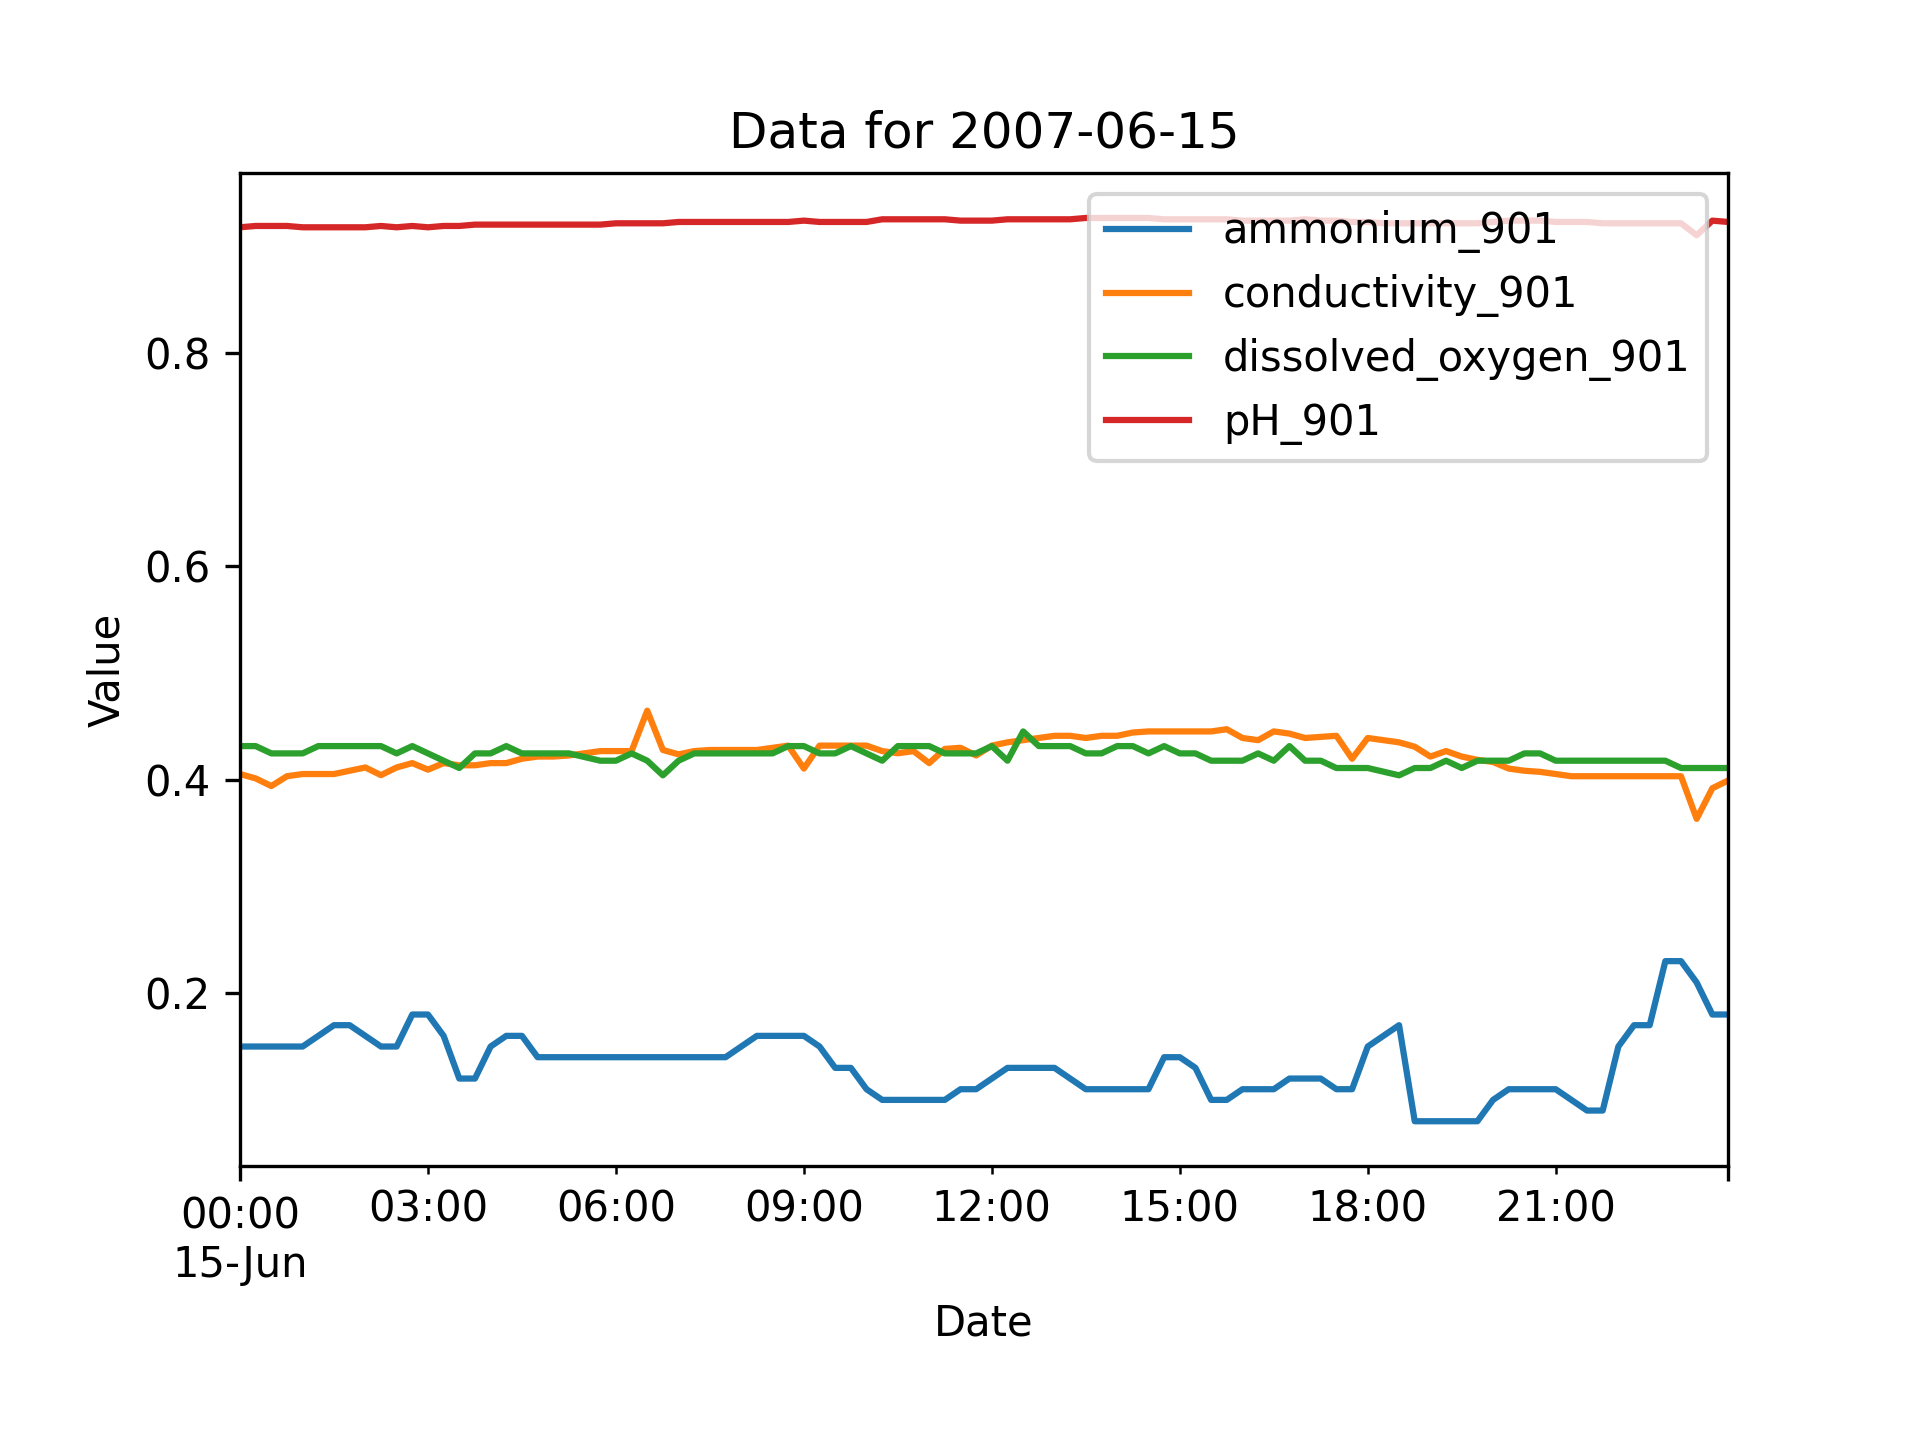 Data for 2007-06-15
ammonium_901
conductivity_901
dissolved_oxygen_901
pH_901
0.8
0.6
0.4
0.2
Value
00:00 03:00 06:00 09:00 12:00 15:00 18:00 21:00
15-Jun
Date